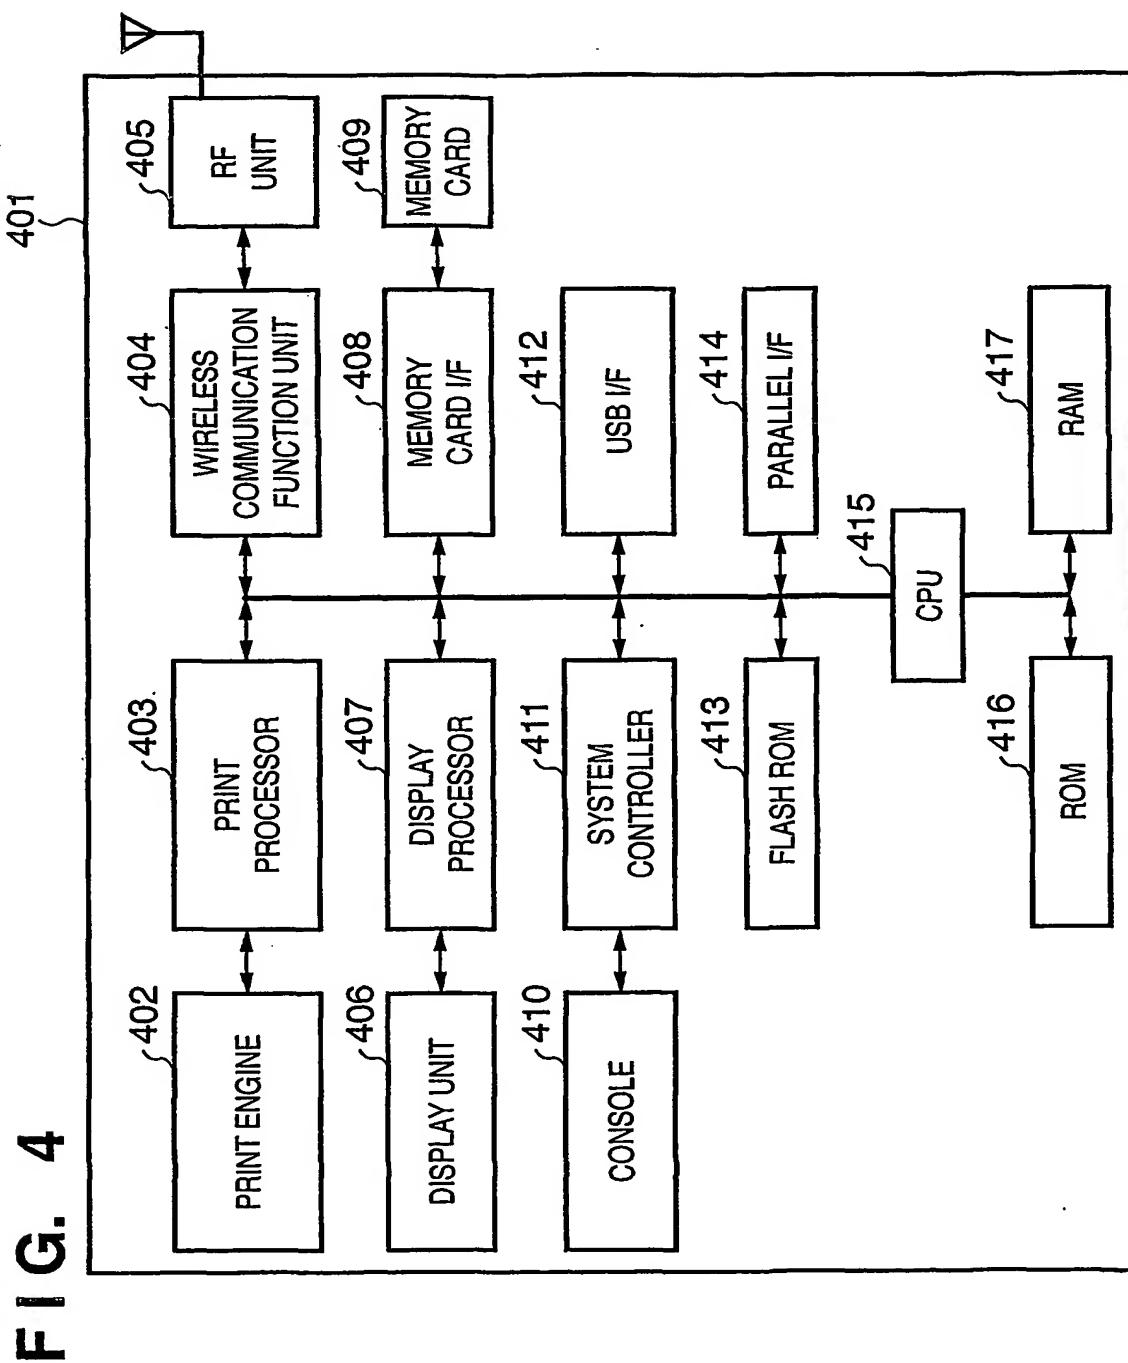 FIG. 4
401
402
PRINT ENGINE
403
PRINT
PROCESSOR
404
WIRELESS
COMMUNICATION
FUNCTION UNIT
405
RF
UNIT
406
DISPLAY UNIT
407
DISPLAY
PROCESSOR
408
MEMORY
CARD I/F
409
MEMORY
CARD
410
CONSOLE
411
SYSTEM
CONTROLLER
412
USB I/F
413
FLASH ROM
414
PARALLEL I/F
415
CPU
416
ROM
417
RAM